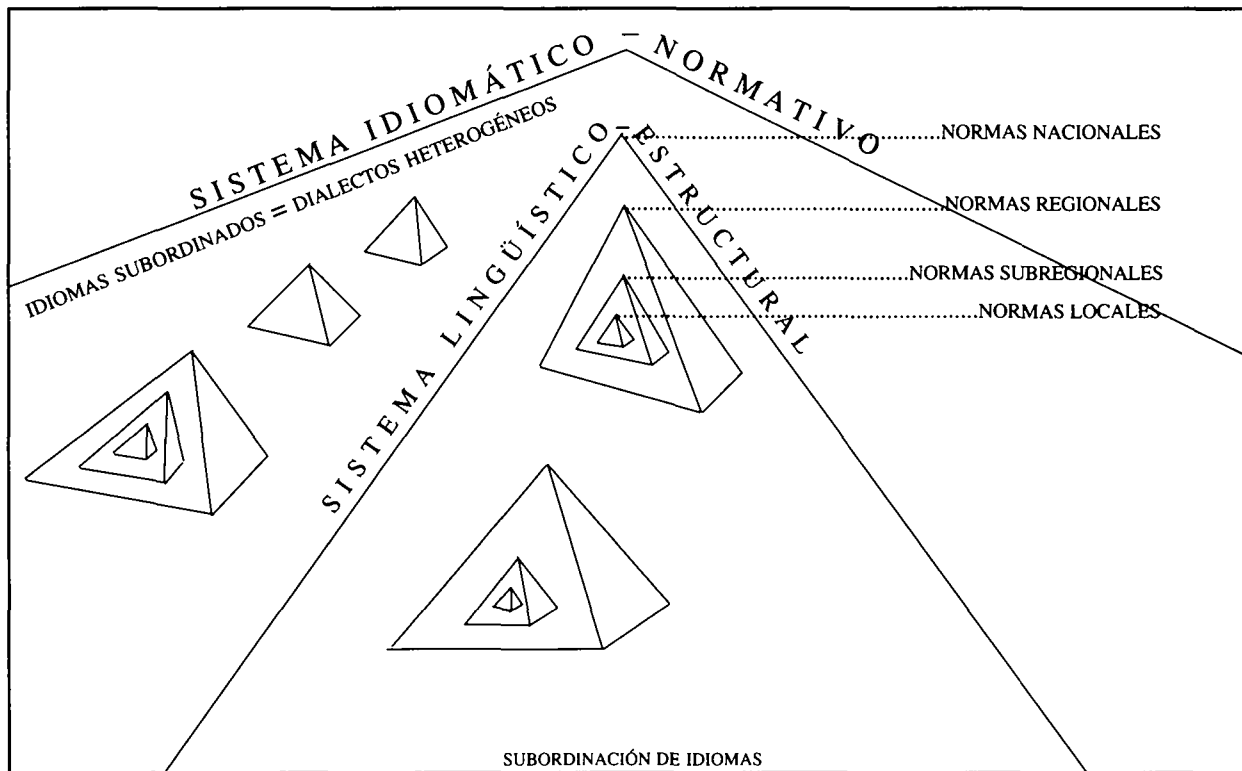 SISTEMA IDIOMÁTICO – NORMATIVO
IDIOMAS SUBORDINADOS = DIALECTOS HETEROGÉNEOS
SISTEMA LINGÜÍSTICO – ESTRUCTURAL
NORMAS NACIONALES
NORMAS REGIONALES
NORMAS SUBREGIONALES
NORMAS LOCALES
SUBORDINACIÓN DE IDIOMAS